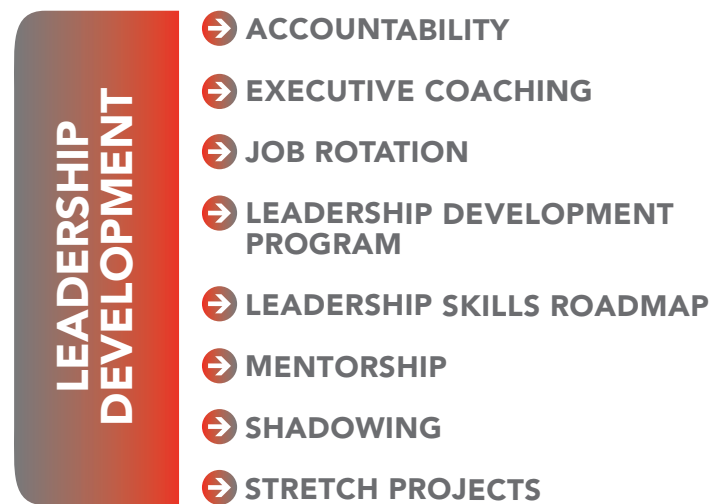 LEADERSHIP
DEVELOPMENT
ACCOUNTABILITY
EXECUTIVE COACHING
JOB ROTATION
LEADERSHIP DEVELOPMENT
PROGRAM
LEADERSHIP SKILLS ROADMAP
MENTORSHIP
SHADOWING
STRETCH PROJECTS